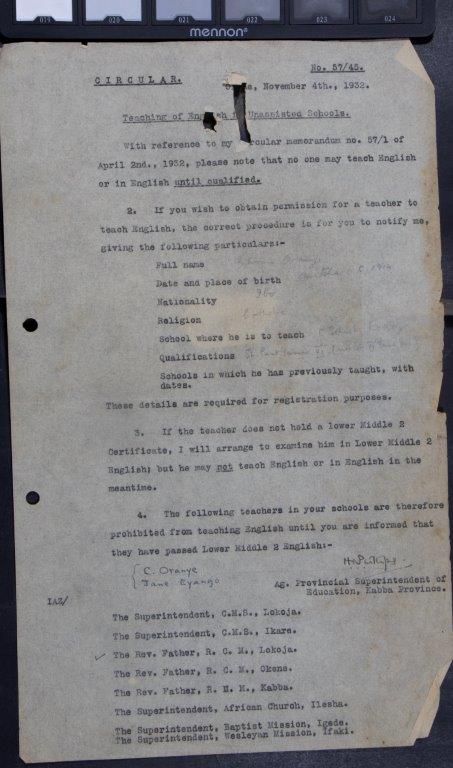 019 020 021 022 023 024
mennon®
No. 57/45.
CIRCULAR.
November 4th., 1932.
Teaching of English in Unassisted Schools.
With reference to my circular memorandum no. 57/1 of
April 2nd., 1932, please note that no one may teach English
or in English until qualified.
2. If you wish to obtain permission for a teacher to
teach English, the correct procedure is for you to notify me,
giving the following particulars:-
Full name
Date and place of birth
Nationality
Religion
School where he is to teach
Qualifications
Schools in which he has previously taught, with
dates.
These details are required for registration purposes.
3. If the teacher does not hold a lower Middle 2
Certificate, I will arrange to examine him in Lower Middle 2
English; but he may not teach English or in English in the
meantime.
4. The following teachers in your schools are therefore
prohibited from teaching English until you are informed that
they have passed Lower Middle 2 English:-
C. Oranye
Jane Eyango
Ag. Provincial Superintendent of
Education, Kabba Province.
IAZ/
The Superintendent, C.M.S., Lokoja.
The Superintendent, C.M.S., Ikare.
✓ The Rev. Father, R. C. M., Lokoja.
The Rev. Father, R. C. M., Okene.
The Rev. Father, R. M. M., Kabba.
The Superintendent, African Church, Ilesha.
The Superintendent, Baptist Mission, Igede.
The Superintendent, Wesleyan Mission, Ifaki.